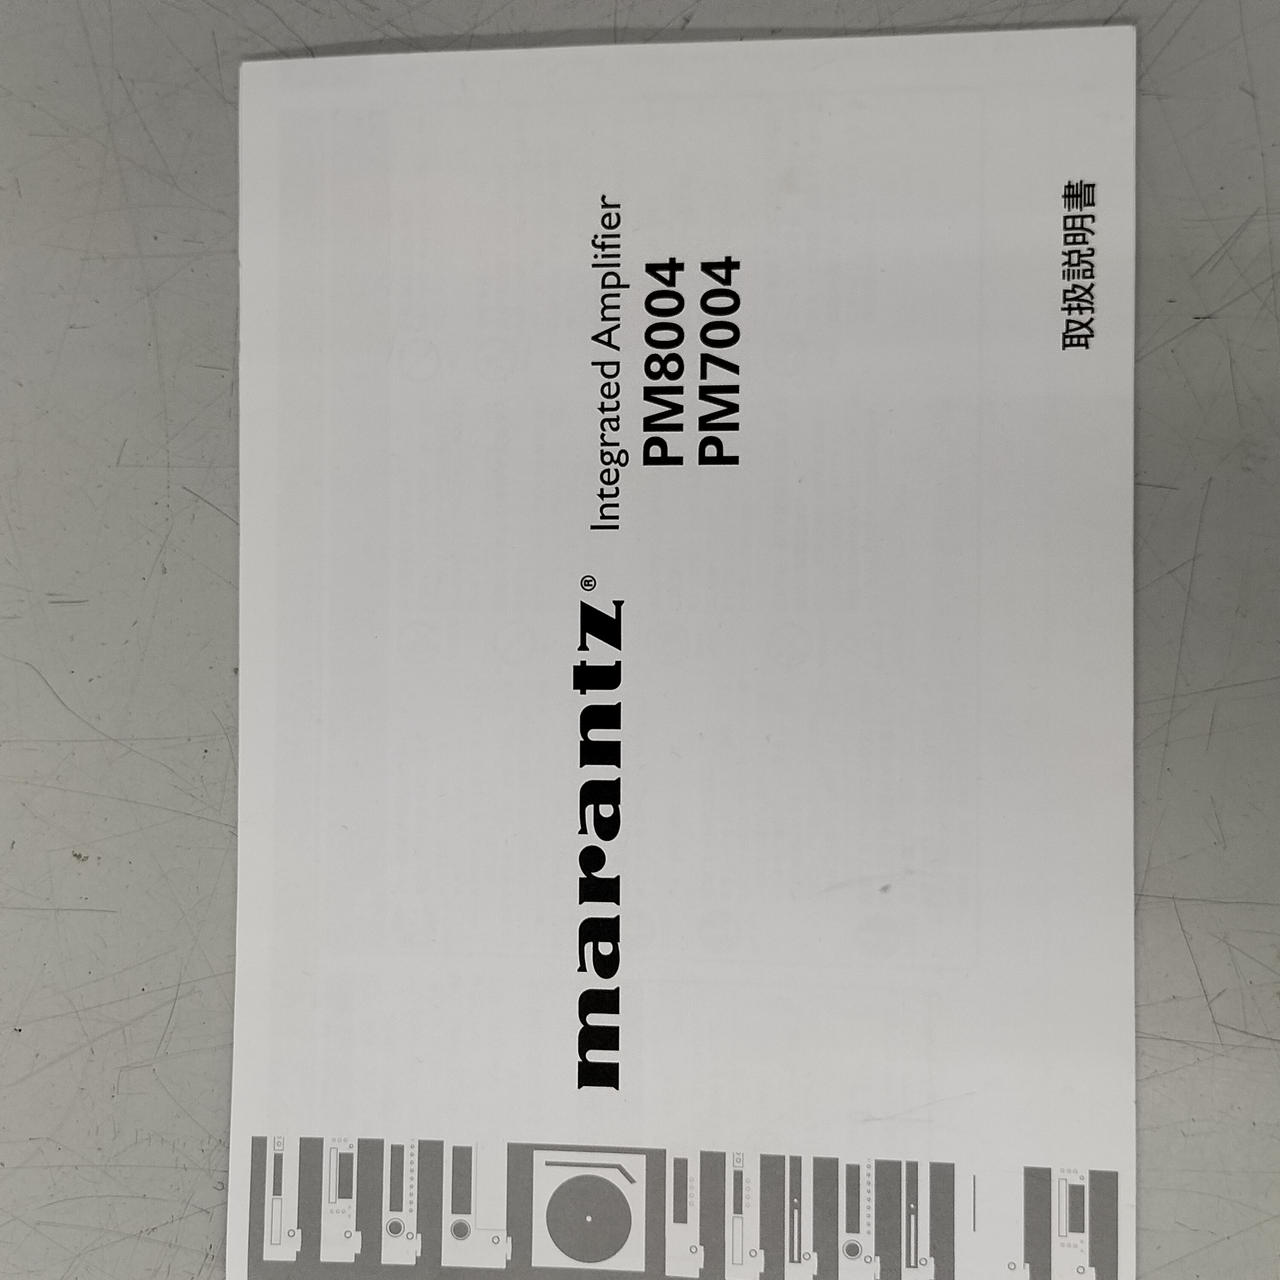 marantz®
Integrated Amplifier
PM8004
PM7004
取扱説明書